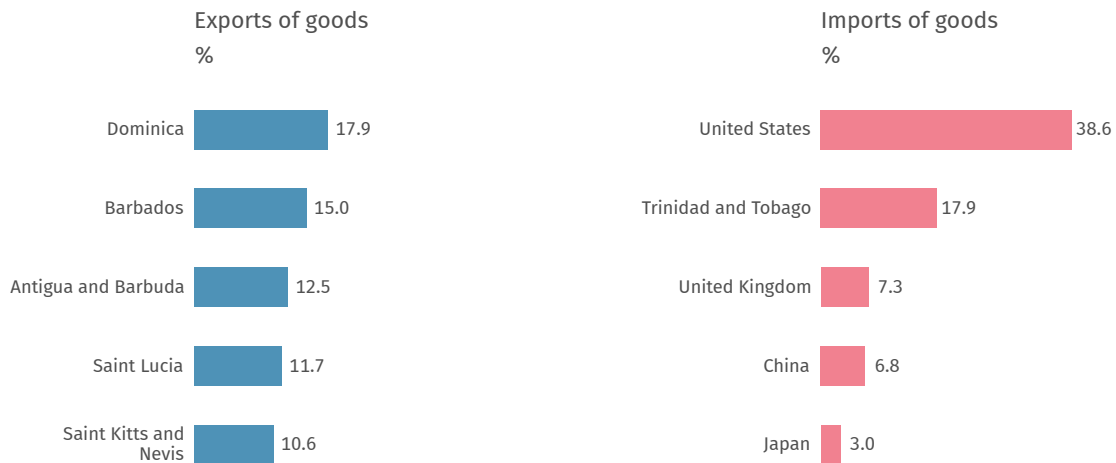 Exports of goods
%
Dominica 17.9
Barbados 15.0
Antigua and Barbuda 12.5
Saint Lucia 11.7
Saint Kitts and
Nevis 10.6
Imports of goods
%
United States 38.6
Trinidad and Tobago 17.9
United Kingdom 7.3
China 6.8
Japan 3.0